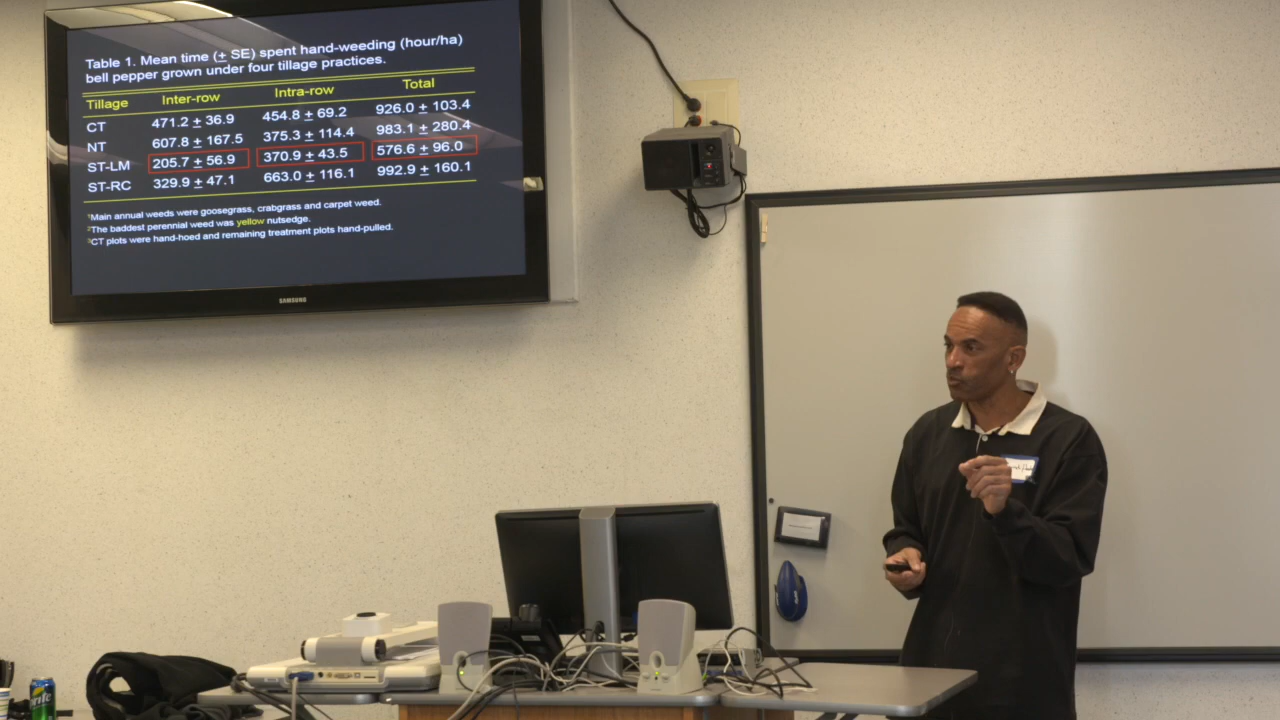 Table 1. Mean time (± SE) spent hand-weeding (hour/ha)
bell pepper grown under four tillage practices.
Tillage Inter-row Intra-row Total
CT 471.2 ± 36.9 454.8 ± 69.2 926.0 ± 103.4
NT 607.8 ± 167.5 375.3 ± 114.4 983.1 ± 280.4
ST-LM 205.7 ± 56.9 370.9 ± 43.5 576.6 ± 96.0
ST-RC 329.9 ± 47.1 663.0 ± 116.1 992.9 ± 160.1
¹Main annual weeds were goosegrass, crabgrass and carpet weed.
²The baddest perennial weed was yellow nutsedge.
³CT plots were hand-hoed and remaining treatment plots hand-pulled.
SAMSUNG
Sprite